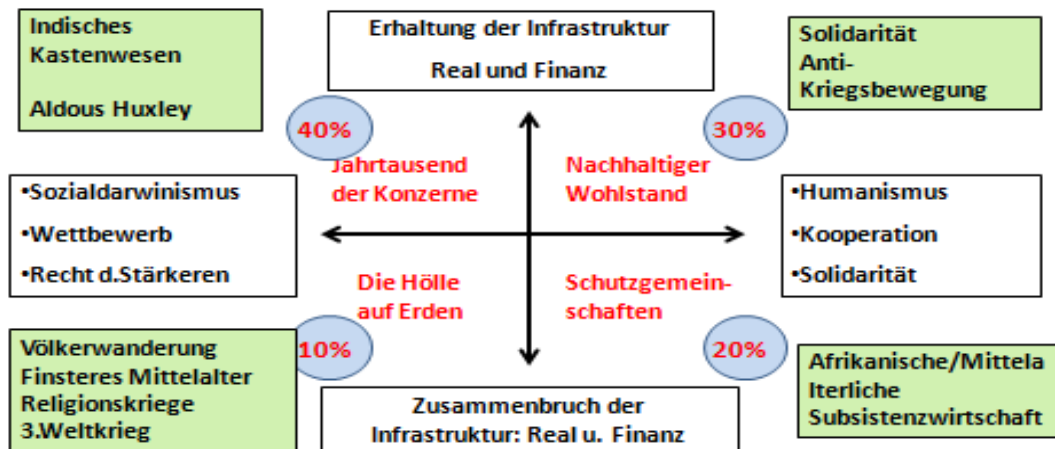 Indisches
Kastenwesen
Aldous Huxley
Erhaltung der Infrastruktur
Real und Finanz
Solidarität
Anti-
Kriegsbewegung
40%
30%
Jahrtausend
der Konzerne
Nachhaltiger
Wohlstand
•Sozialdarwinismus
•Wettbewerb
•Recht d.Stärkeren
•Humanismus
•Kooperation
•Solidarität
Die Hölle
auf Erden
Schutzgemein-
schaften
10%
20%
Völkerwanderung
Finsteres Mittelalter
Religionskriege
3.Weltkrieg
Zusammenbruch der
Infrastruktur: Real u. Finanz
Afrikanische/Mittela
lterliche
Subsistenzwirtschaft